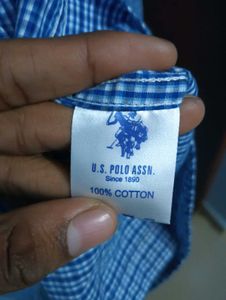 U.S. POLO ASSN.
Since 1890
100% COTTON